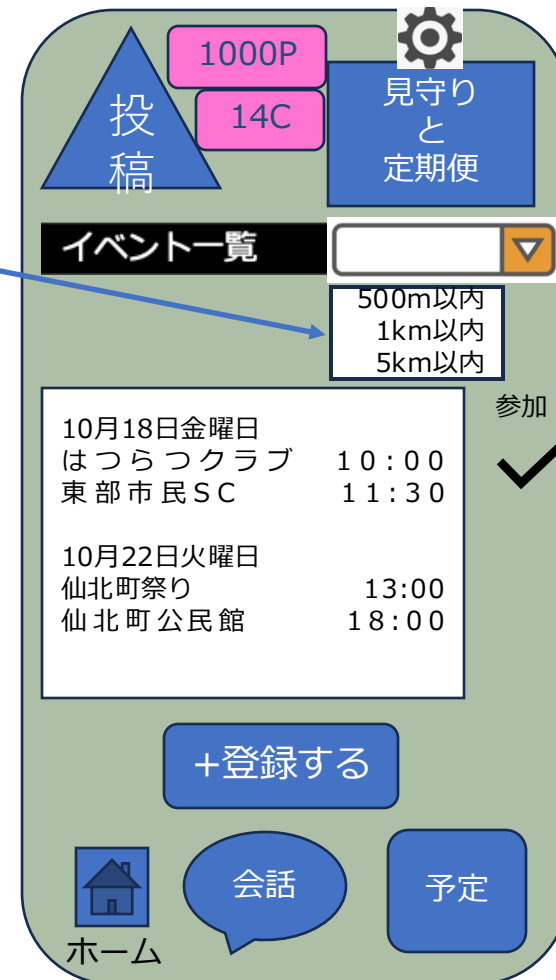 投
稿
1000P
14C
見守り
と
定期便
イベント一覧
500m以内
1km以内
5km以内
参加
10月18日金曜日
はつらつクラブ 10:00
東部市民SC 11:30
10月22日火曜日
仙北町祭り 13:00
仙北町公民館 18:00
+登録する
会話
予定
ホーム